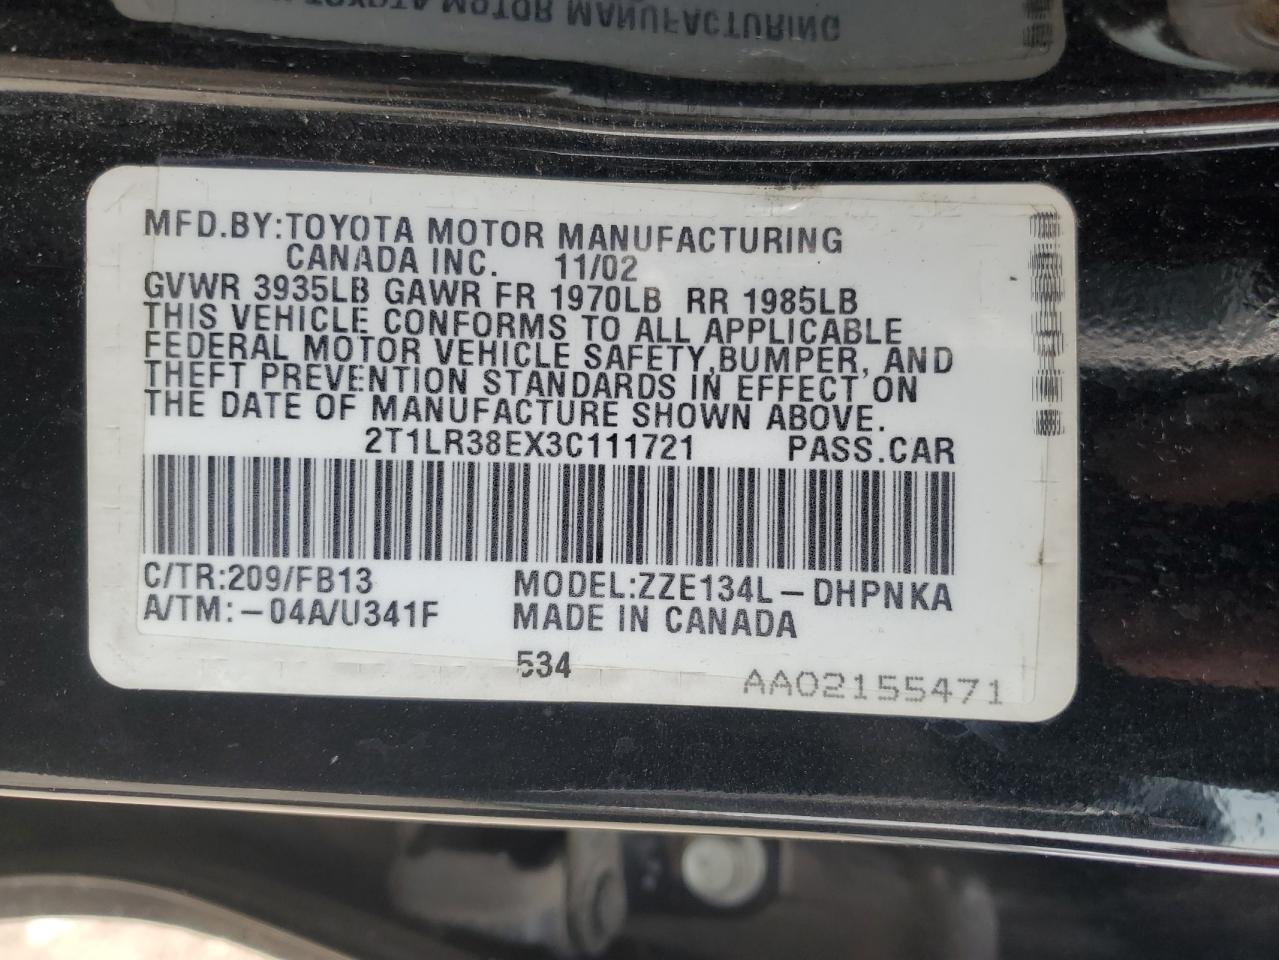 MFD.BY:TOYOTA MOTOR MANUFACTURING
CANADA INC. 11/02
GVWR 3935LB GAWR FR 1970LB RR 1985LB
THIS VEHICLE CONFORMS TO ALL APPLICABLE
FEDERAL MOTOR VEHICLE SAFETY,BUMPER, AND
THEFT PREVENTION STANDARDS IN EFFECT ON
THE DATE OF MANUFACTURE SHOWN ABOVE.
2T1LR38EX3C111721 PASS.CAR
C/TR:209/FB13 MODEL:ZZE134L-DHPNKA
A/TM:-04A/U341F MADE IN CANADA
534
AA02155471